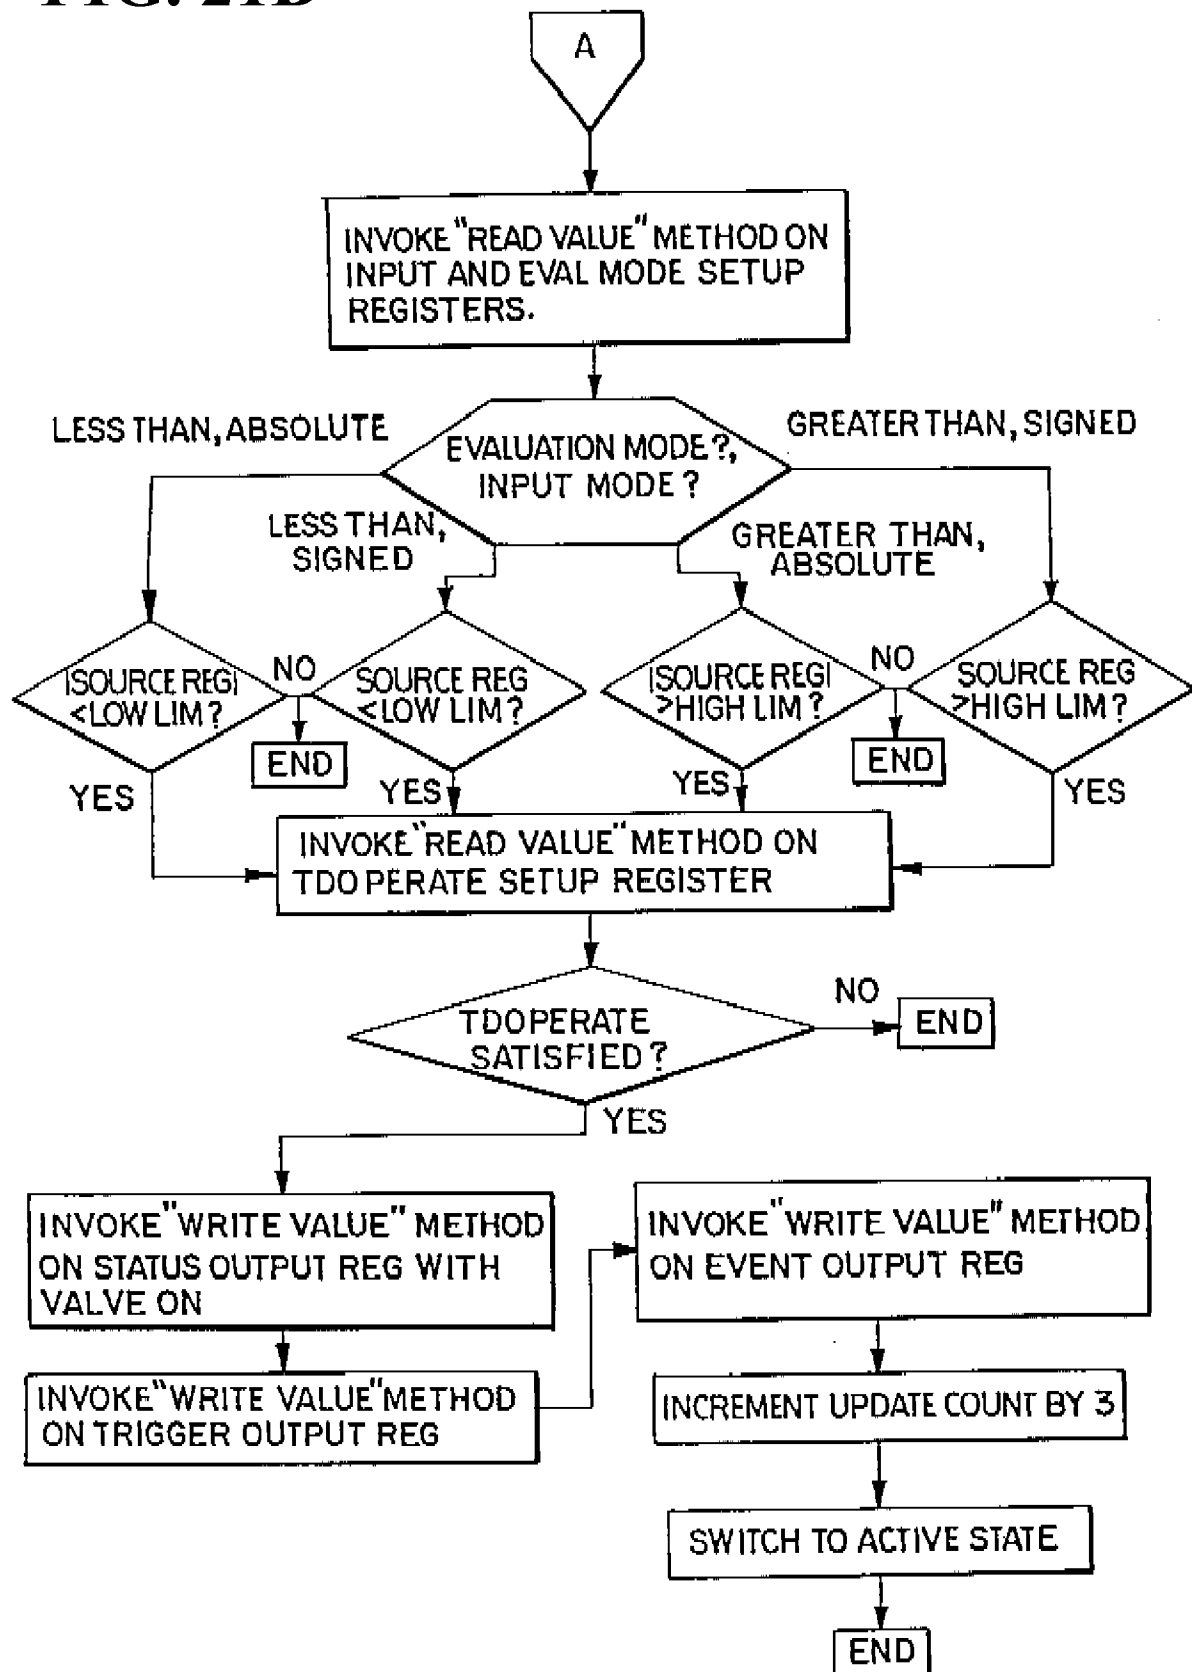 A
INVOKE "READ VALUE" METHOD ON
INPUT AND EVAL MODE SETUP
REGISTERS.
LESS THAN, ABSOLUTE
EVALUATION MODE?,
INPUT MODE?
GREATER THAN, SIGNED
LESS THAN,
SIGNED
GREATER THAN,
ABSOLUTE
|SOURCE REG|
<LOW LIM?
NO
SOURCE REG
<LOW LIM?
|SOURCE REG|
>HIGH LIM?
NO
SOURCE REG
>HIGH LIM?
END
END
YES
YES
YES
YES
INVOKE "READ VALUE" METHOD ON
TDOPERATE SETUP REGISTER
TDOPERATE
SATISFIED?
NO
END
YES
INVOKE "WRITE VALUE" METHOD
ON STATUS OUTPUT REG WITH
VALVE ON
INVOKE "WRITE VALUE" METHOD
ON TRIGGER OUTPUT REG
INVOKE "WRITE VALUE" METHOD
ON EVENT OUTPUT REG
INCREMENT UPDATE COUNT BY 3
SWITCH TO ACTIVE STATE
END